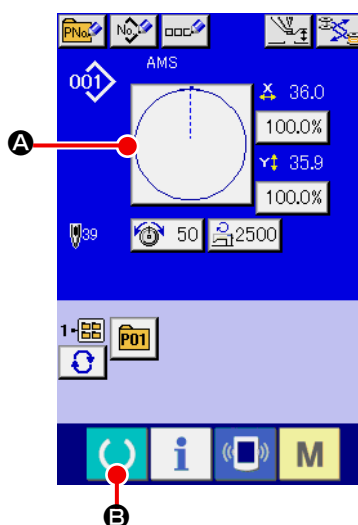 PNo. No.
AMS
001
X 36.0
A
100.0%
Y 35.9
100.0%
39 50 2500
1-
P01
i M
B